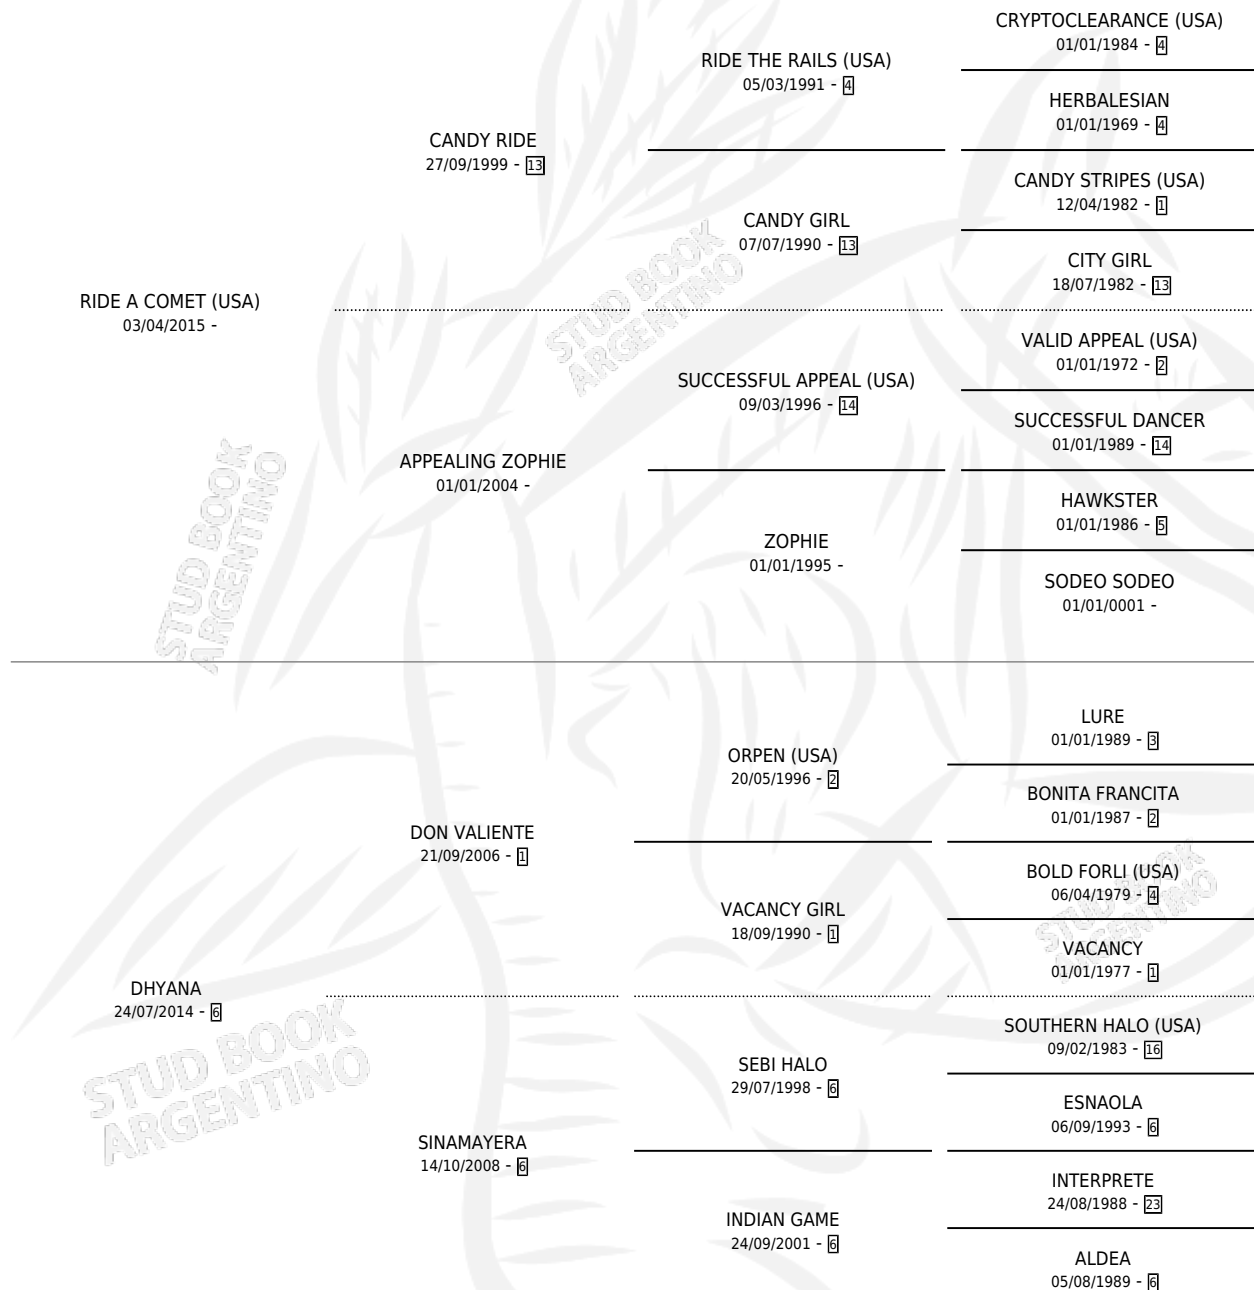 CRYPTOCLEARANCE (USA)
01/01/1984 - 4
RIDE THE RAILS (USA)
05/03/1991 - 4
HERBALESIAN
01/01/1969 - 4
CANDY RIDE
27/09/1999 - 13
CANDY STRIPES (USA)
12/04/1982 - 1
CANDY GIRL
07/07/1990 - 13
CITY GIRL
18/07/1982 - 13
RIDE A COMET (USA)
03/04/2015 -
VALID APPEAL (USA)
01/01/1972 - 2
SUCCESSFUL APPEAL (USA)
09/03/1996 - 14
SUCCESSFUL DANCER
01/01/1989 - 14
APPEALING ZOPHIE
01/01/2004 -
HAWKSTER
01/01/1986 - 5
ZOPHIE
01/01/1995 -
SODEO SODEO
01/01/0001 -
LURE
01/01/1989 - 3
ORPEN (USA)
20/05/1996 - 2
BONITA FRANCITA
01/01/1987 - 2
DON VALIENTE
21/09/2006 - 1
BOLD FORLI (USA)
06/04/1979 - 4
VACANCY GIRL
18/09/1990 - 1
VACANCY
01/01/1977 - 1
DHYANA
24/07/2014 - 6
SOUTHERN HALO (USA)
09/02/1983 - 16
SEBI HALO
29/07/1998 - 6
ESNAOLA
06/09/1993 - 6
SINAMAYERA
14/10/2008 - 6
INTERPRETE
24/08/1988 - 23
INDIAN GAME
24/09/2001 - 6
ALDEA
05/08/1989 - 6
STUD BOOK
ARGENTINO
STUD BOOK
ARGENTINO
STUD BOOK
ARGENTINO
STUD BOOK
ARGENTINO